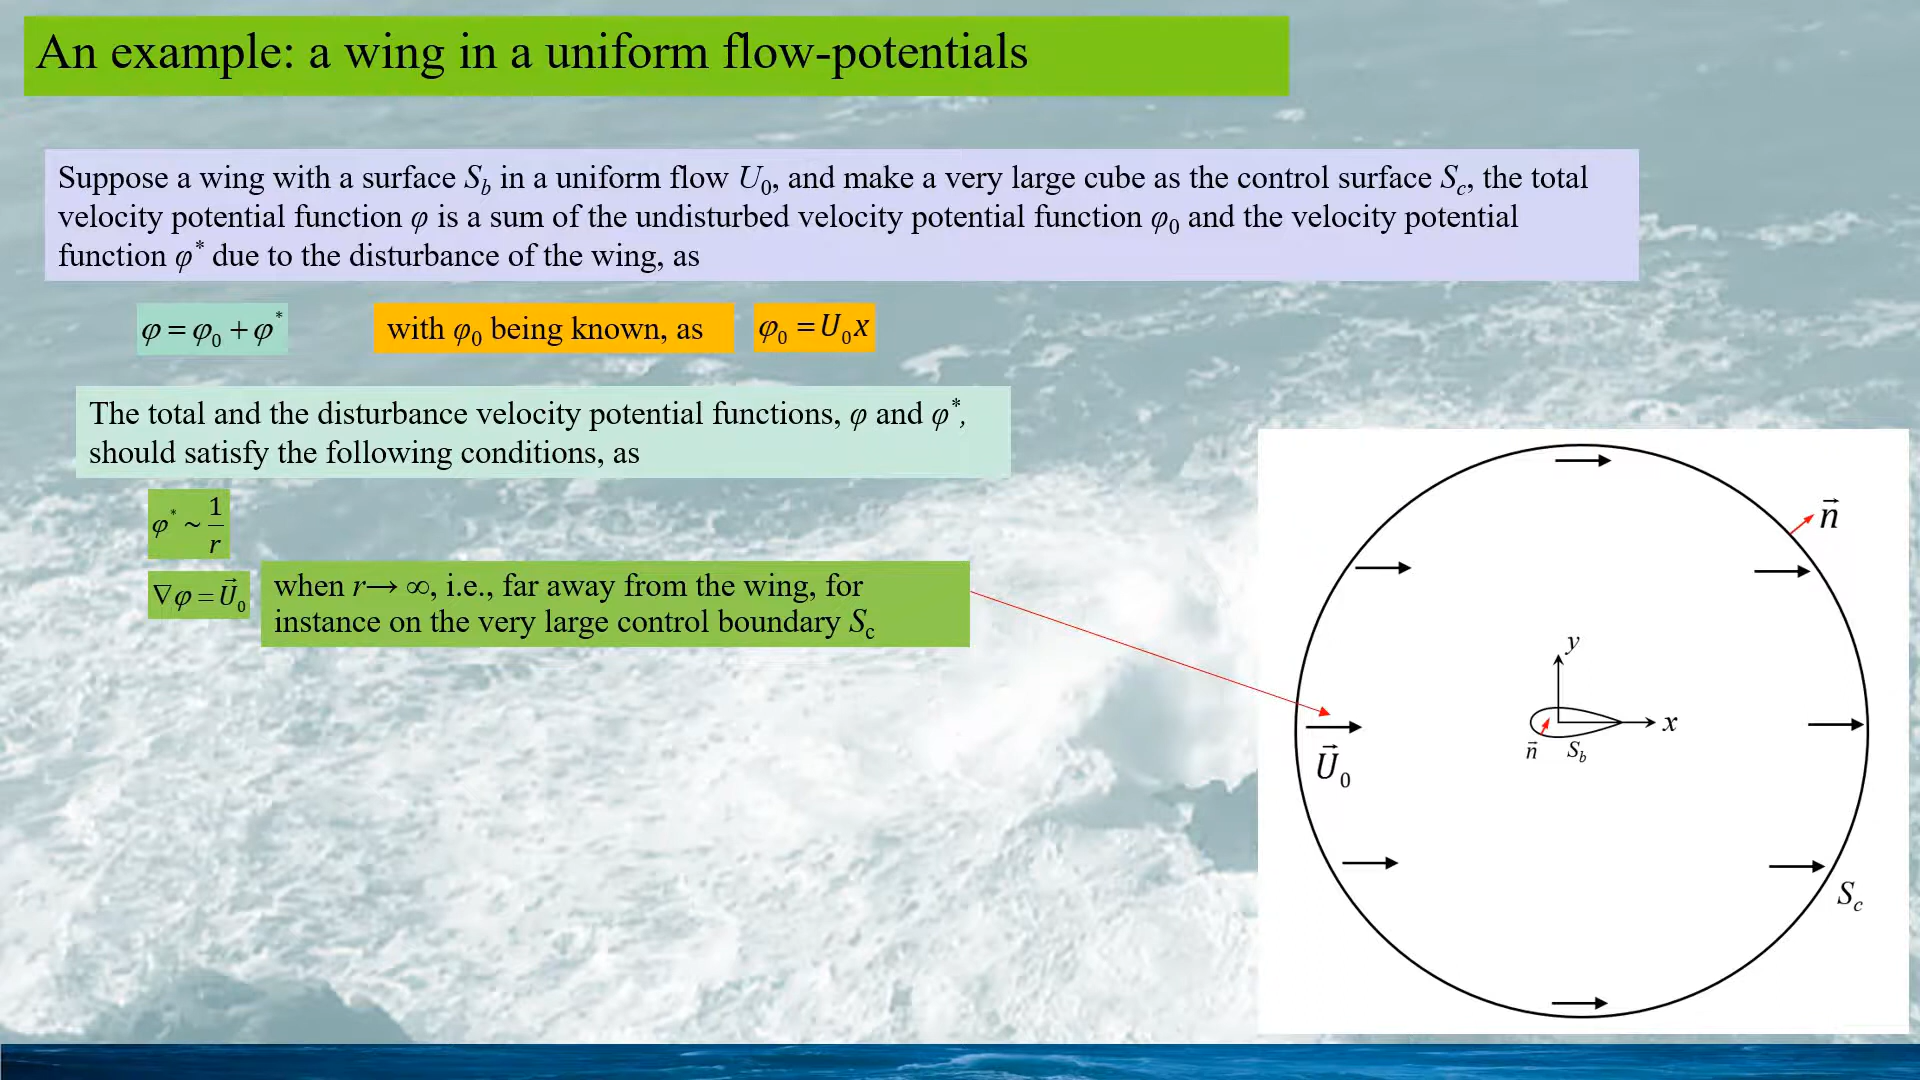 An example: a wing in a uniform flow-potentials
Suppose a wing with a surface S_b in a uniform flow U_0, and make a very large cube as the control surface S_c, the total
velocity potential function φ is a sum of the undisturbed velocity potential function φ_0 and the velocity potential
function φ^* due to the disturbance of the wing, as
φ = φ_0 + φ^*
with φ_0 being known, as
φ_0 = U_0 x
The total and the disturbance velocity potential functions, φ and φ^*,
should satisfy the following conditions, as
φ^* ~ 1/r
∇φ = \vec{U}_0
when r→ ∞, i.e., far away from the wing, for
instance on the very large control boundary S_c
\vec{n}
y
x
\vec{n}
S_b
\vec{U}_0
S_c